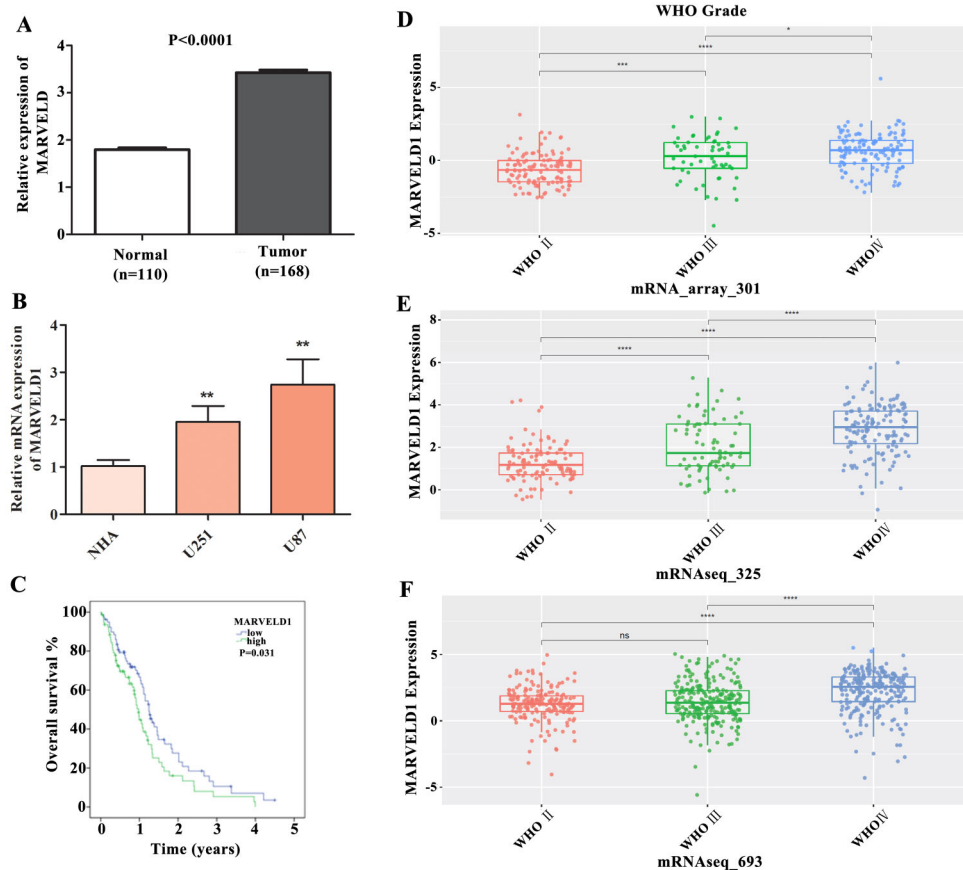 A
P<0.0001
Relative expression of
MARVELD
4
3
2
1
0
Normal
(n=110)
Tumor
(n=168)
B
Relative mRNA expression
of MARVELD1
4
3
2
1
0
**
**
NHA
U251
U87
C
Overall survival %
100
80
60
40
20
0
MARVELD1
low
high
P=0.031
0 1 2 3 4 5
Time (years)
D
WHO Grade
MARVELD1 Expression
5
0
-5
*
****
***
WHO II
WHO III
WHO IV
mRNA_array_301
E
MARVELD1 Expression
8
6
4
2
0
****
****
****
WHO II
WHO III
WHO IV
mRNAseq_325
F
MARVELD1 Expression
5
0
-5
****
****
ns
WHO II
WHO III
WHO IV
mRNAseq_693